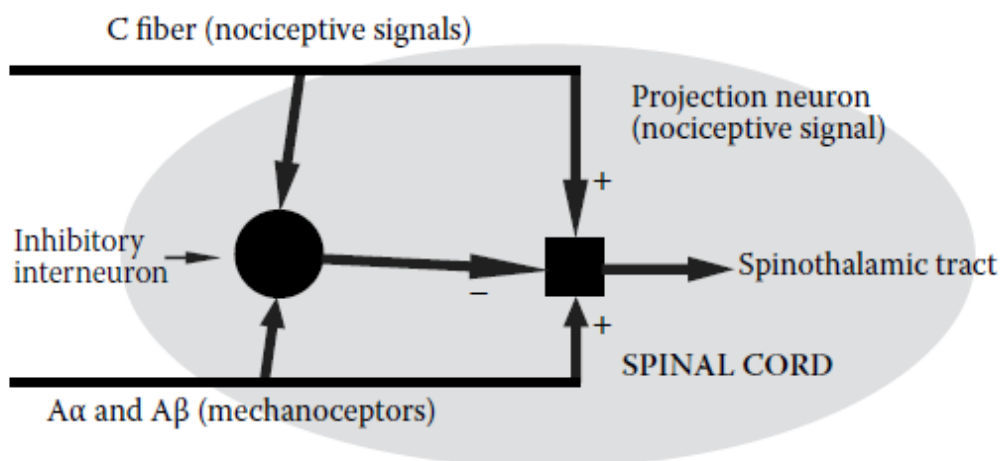 C fiber (nociceptive signals)
Projection neuron
(nociceptive signal)
+
Inhibitory
interneuron
–
Spinothalamic tract
+
SPINAL CORD
Aα and Aβ (mechanoceptors)